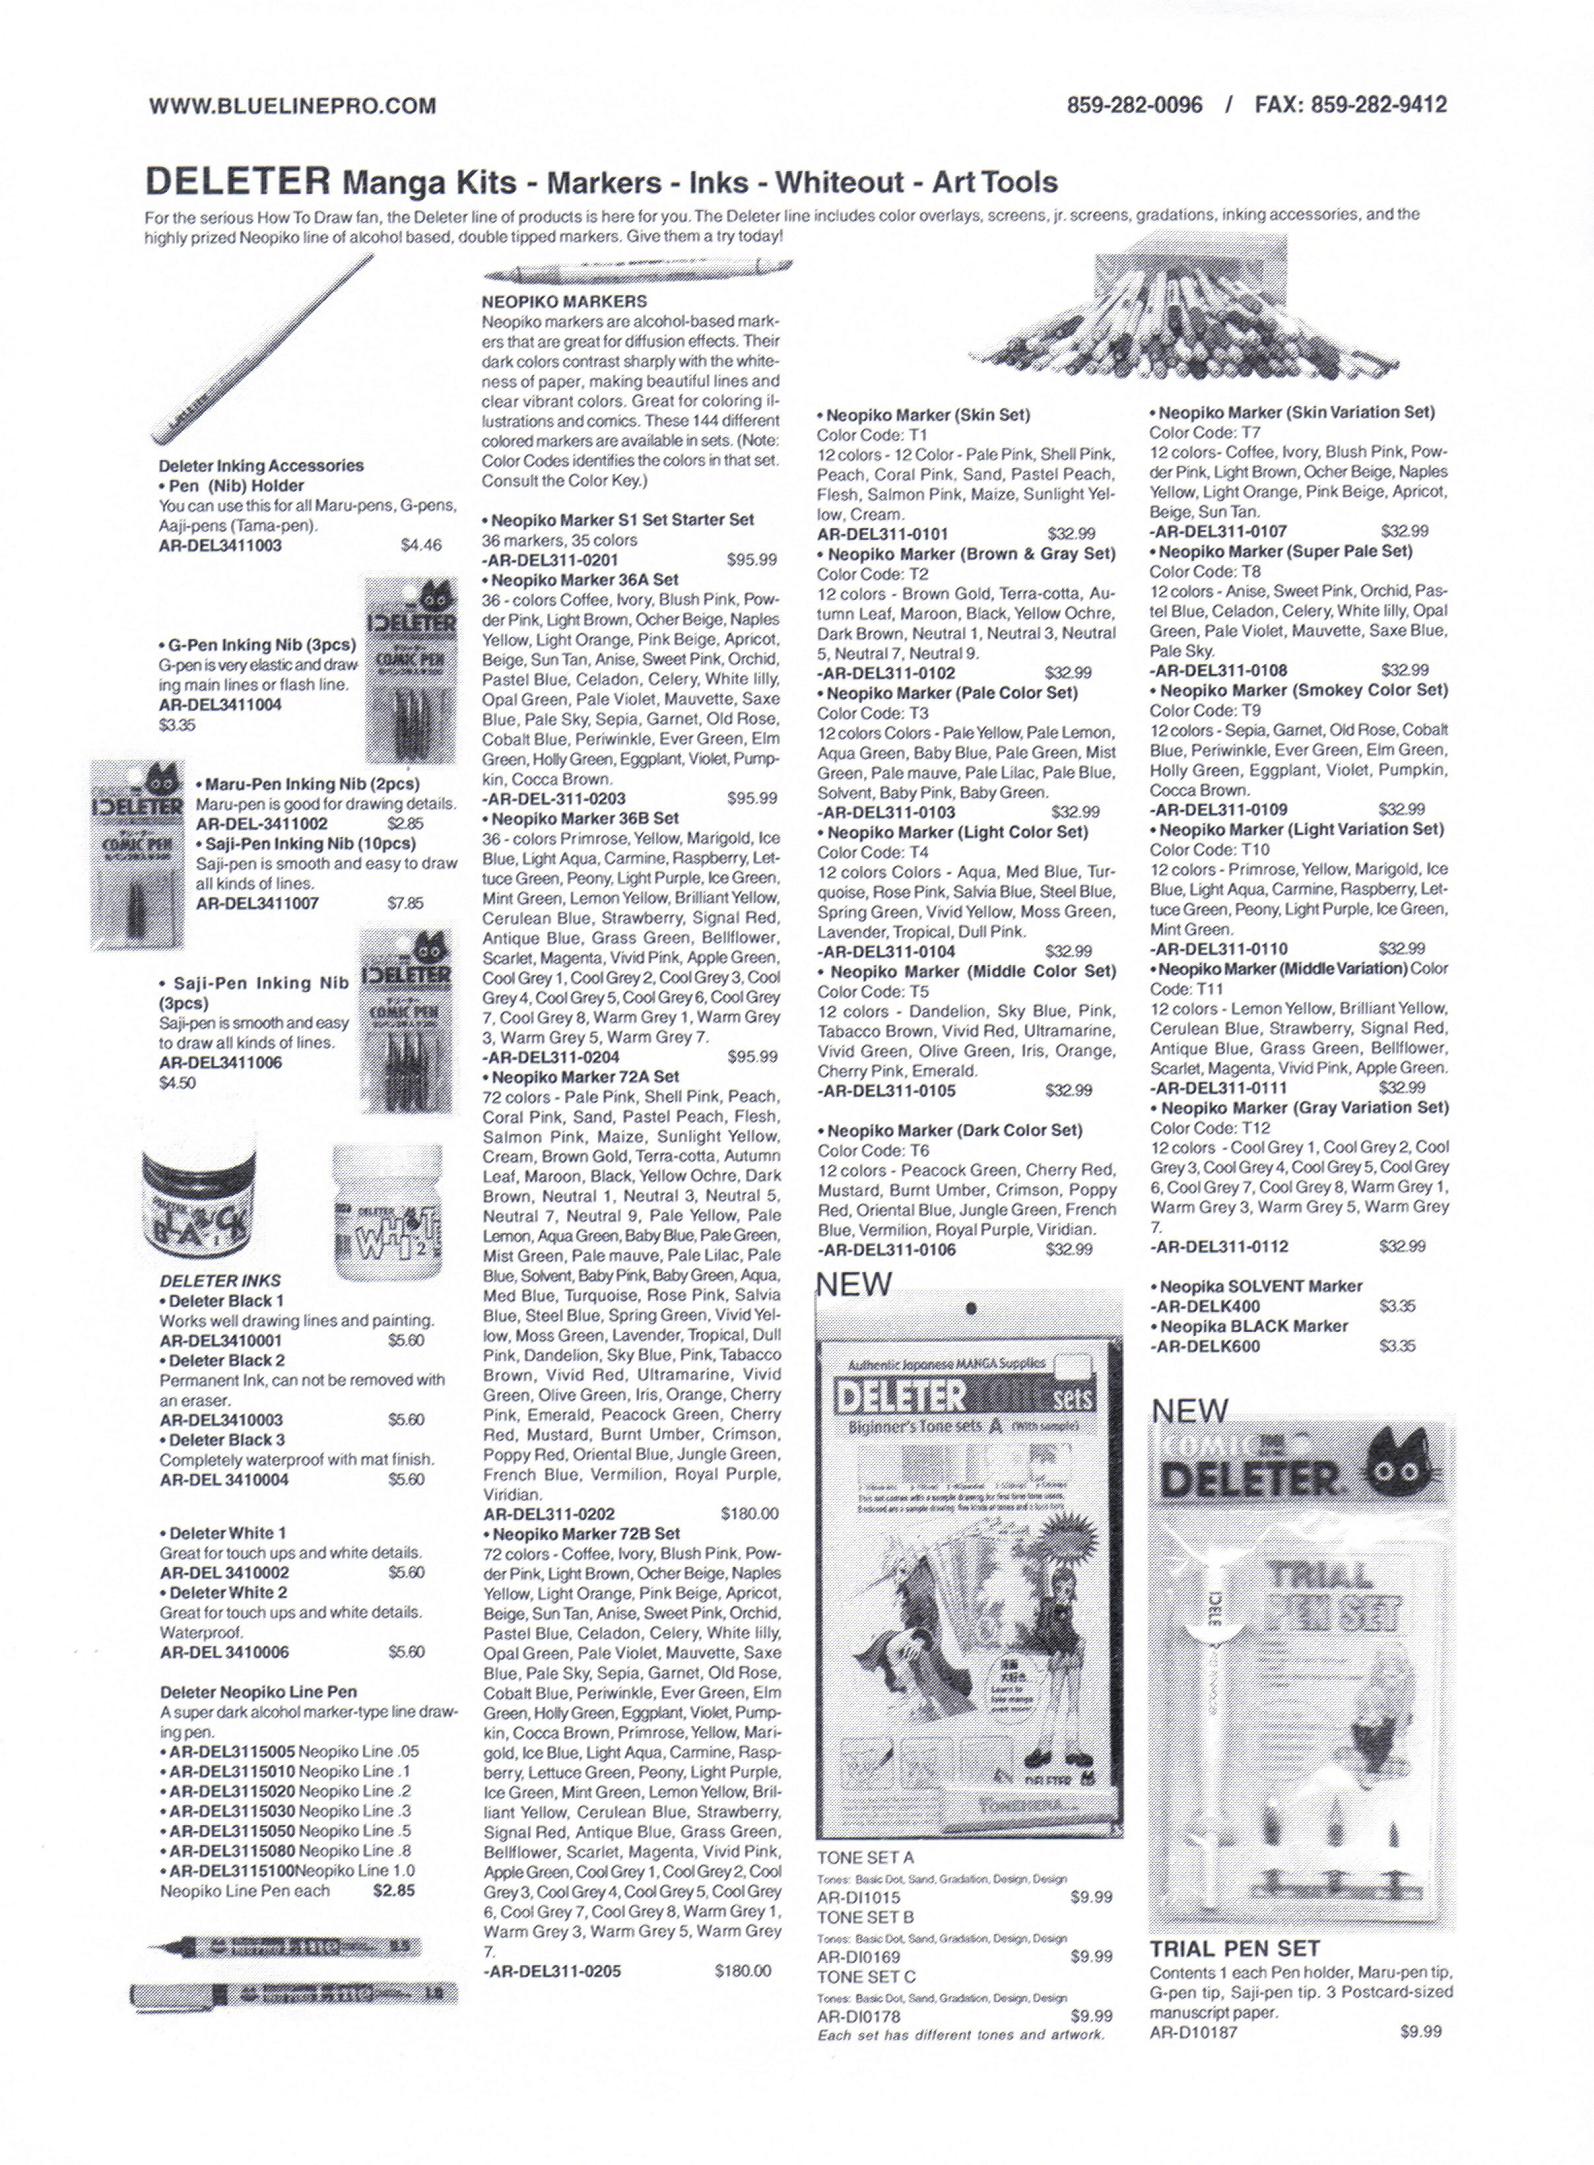 WWW.BLUELINEPRO.COM
859-282-0096 / FAX: 859-282-9412
DELETER Manga Kits - Markers - Inks - Whiteout - Art Tools
For the serious How To Draw fan, the Deleter line of products is here for you. The Deleter line includes color overlays, screens, jr. screens, gradations, inking accessories, and the
highly prized Neopiko line of alcohol based, double tipped markers. Give them a try today!
Deleter Inking Accessories
• Pen (Nib) Holder
You can use this for all Maru-pens, G-pens,
Aaji-pens (Tama-pen).
AR-DEL3411003 $4.46
• G-Pen Inking Nib (3pcs)
G-pen is very elastic and draw-
ing main lines or flash line.
AR-DEL3411004
$3.35
DELETER
COMIC PEN
• Maru-Pen Inking Nib (2pcs)
Maru-pen is good for drawing details.
AR-DEL-3411002 $2.85
• Saji-Pen Inking Nib (10pcs)
Saji-pen is smooth and easy to draw
all kinds of lines.
AR-DEL3411007 $7.85
DELETER
COMIC PEN
• Saji-Pen Inking Nib
(3pcs)
Saji-pen is smooth and easy
to draw all kinds of lines.
AR-DEL3411006
$4.50
DELETER
COMIC PEN
BLACK
1
DELETER
WHITE
2
DELETER INKS
• Deleter Black 1
Works well drawing lines and painting.
AR-DEL3410001 $5.60
• Deleter Black 2
Permanent Ink, can not be removed with
an eraser.
AR-DEL3410003 $5.60
• Deleter Black 3
Completely waterproof with mat finish.
AR-DEL 3410004 $5.60
• Deleter White 1
Great for touch ups and white details.
AR-DEL 3410002 $5.60
• Deleter White 2
Great for touch ups and white details.
Waterproof.
AR-DEL 3410006 $5.60
Deleter Neopiko Line Pen
A super dark alcohol marker-type line draw-
ing pen.
• AR-DEL3115005 Neopiko Line .05
• AR-DEL3115010 Neopiko Line .1
• AR-DEL3115020 Neopiko Line .2
• AR-DEL3115030 Neopiko Line .3
• AR-DEL3115050 Neopiko Line .5
• AR-DEL3115080 Neopiko Line .8
• AR-DEL3115100Neopiko Line 1.0
Neopiko Line Pen each $2.85
Line 0.5
Line 1.0
NEOPIKO MARKERS
Neopiko markers are alcohol-based mark-
ers that are great for diffusion effects. Their
dark colors contrast sharply with the white-
ness of paper, making beautiful lines and
clear vibrant colors. Great for coloring il-
lustrations and comics. These 144 different
colored markers are available in sets. (Note:
Color Codes identifies the colors in that set.
Consult the Color Key.)
• Neopiko Marker S1 Set Starter Set
36 markers, 35 colors
-AR-DEL311-0201 $95.99
• Neopiko Marker 36A Set
36 - colors Coffee, Ivory, Blush Pink, Pow-
der Pink, Light Brown, Ocher Beige, Naples
Yellow, Light Orange, Pink Beige, Apricot,
Beige, Sun Tan, Anise, Sweet Pink, Orchid,
Pastel Blue, Celadon, Celery, White lilly,
Opal Green, Pale Violet, Mauvette, Saxe
Blue, Pale Sky, Sepia, Garnet, Old Rose,
Cobalt Blue, Periwinkle, Ever Green, Elm
Green, Holly Green, Eggplant, Violet, Pump-
kin, Cocca Brown.
-AR-DEL-311-0203 $95.99
• Neopiko Marker 36B Set
36 - colors Primrose, Yellow, Marigold, Ice
Blue, Light Aqua, Carmine, Raspberry, Let-
tuce Green, Peony, Light Purple, Ice Green,
Mint Green, Lemon Yellow, Brilliant Yellow,
Cerulean Blue, Strawberry, Signal Red,
Antique Blue, Grass Green, Bellflower,
Scarlet, Magenta, Vivid Pink, Apple Green,
Cool Grey 1, Cool Grey 2, Cool Grey 3, Cool
Grey 4, Cool Grey 5, Cool Grey 6, Cool Grey
7, Cool Grey 8, Warm Grey 1, Warm Grey
3, Warm Grey 5, Warm Grey 7.
-AR-DEL311-0204 $95.99
• Neopiko Marker 72A Set
72 colors - Pale Pink, Shell Pink, Peach,
Coral Pink, Sand, Pastel Peach, Flesh,
Salmon Pink, Maize, Sunlight Yellow,
Cream, Brown Gold, Terra-cotta, Autumn
Leaf, Maroon, Black, Yellow Ochre, Dark
Brown, Neutral 1, Neutral 3, Neutral 5,
Neutral 7, Neutral 9, Pale Yellow, Pale
Lemon, Aqua Green, Baby Blue, Pale Green,
Mist Green, Pale mauve, Pale Lilac, Pale
Blue, Solvent, Baby Pink, Baby Green, Aqua,
Med Blue, Turquoise, Rose Pink, Salvia
Blue, Steel Blue, Spring Green, Vivid Yel-
low, Moss Green, Lavender, Tropical, Dull
Pink, Dandelion, Sky Blue, Pink, Tabacco
Brown, Vivid Red, Ultramarine, Vivid
Green, Olive Green, Iris, Orange, Cherry
Pink, Emerald, Peacock Green, Cherry
Red, Mustard, Burnt Umber, Crimson,
Poppy Red, Oriental Blue, Jungle Green,
French Blue, Vermilion, Royal Purple,
Viridian.
AR-DEL311-0202 $180.00
• Neopiko Marker 72B Set
72 colors - Coffee, Ivory, Blush Pink, Pow-
der Pink, Light Brown, Ocher Beige, Naples
Yellow, Light Orange, Pink Beige, Apricot,
Beige, Sun Tan, Anise, Sweet Pink, Orchid,
Pastel Blue, Celadon, Celery, White lilly,
Opal Green, Pale Violet, Mauvette, Saxe
Blue, Pale Sky, Sepia, Garnet, Old Rose,
Cobalt Blue, Periwinkle, Ever Green, Elm
Green, Holly Green, Eggplant, Violet, Pump-
kin, Cocca Brown, Primrose, Yellow, Mari-
gold, Ice Blue, Light Aqua, Carmine, Rasp-
berry, Lettuce Green, Peony, Light Purple,
Ice Green, Mint Green, Lemon Yellow, Bril-
liant Yellow, Cerulean Blue, Strawberry,
Signal Red, Antique Blue, Grass Green,
Bellflower, Scarlet, Magenta, Vivid Pink,
Apple Green, Cool Grey 1, Cool Grey 2, Cool
Grey 3, Cool Grey 4, Cool Grey 5, Cool Grey
6, Cool Grey 7, Cool Grey 8, Warm Grey 1,
Warm Grey 3, Warm Grey 5, Warm Grey
7.
-AR-DEL311-0205 $180.00
• Neopiko Marker (Skin Set)
Color Code: T1
12 colors - 12 Color - Pale Pink, Shell Pink,
Peach, Coral Pink, Sand, Pastel Peach,
Flesh, Salmon Pink, Maize, Sunlight Yel-
low, Cream.
AR-DEL311-0101 $32.99
• Neopiko Marker (Brown & Gray Set)
Color Code: T2
12 colors - Brown Gold, Terra-cotta, Au-
tumn Leaf, Maroon, Black, Yellow Ochre,
Dark Brown, Neutral 1, Neutral 3, Neutral
5, Neutral 7, Neutral 9.
-AR-DEL311-0102 $32.99
• Neopiko Marker (Pale Color Set)
Color Code: T3
12 colors Colors - Pale Yellow, Pale Lemon,
Aqua Green, Baby Blue, Pale Green, Mist
Green, Pale mauve, Pale Lilac, Pale Blue,
Solvent, Baby Pink, Baby Green.
-AR-DEL311-0103 $32.99
• Neopiko Marker (Light Color Set)
Color Code: T4
12 colors Colors - Aqua, Med Blue, Tur-
quoise, Rose Pink, Salvia Blue, Steel Blue,
Spring Green, Vivid Yellow, Moss Green,
Lavender, Tropical, Dull Pink.
-AR-DEL311-0104 $32.99
• Neopiko Marker (Middle Color Set)
Color Code: T5
12 colors - Dandelion, Sky Blue, Pink,
Tabacco Brown, Vivid Red, Ultramarine,
Vivid Green, Olive Green, Iris, Orange,
Cherry Pink, Emerald.
-AR-DEL311-0105 $32.99
• Neopiko Marker (Dark Color Set)
Color Code: T6
12 colors - Peacock Green, Cherry Red,
Mustard, Burnt Umber, Crimson, Poppy
Red, Oriental Blue, Jungle Green, French
Blue, Vermilion, Royal Purple, Viridian.
-AR-DEL311-0106 $32.99
NEW
Authentic Japanese MANGA Supplies
DELETER TONE sets
Biginner's Tone sets A (With sample)
This set comes with a sample drawing for first time tone users.
漫画
大好き
Learn to
DELETER
TONE SET A
Tones: Basic Dot, Sand, Gradation, Design, Design
AR-DI1015 $9.99
TONE SET B
Tones: Basic Dot, Sand, Gradation, Design, Design
AR-DI0169 $9.99
TONE SET C
Tones: Basic Dot, Sand, Gradation, Design, Design
AR-DI0178 $9.99
Each set has different tones and artwork.
• Neopiko Marker (Skin Variation Set)
Color Code: T7
12 colors- Coffee, Ivory, Blush Pink, Pow-
der Pink, Light Brown, Ocher Beige, Naples
Yellow, Light Orange, Pink Beige, Apricot,
Beige, Sun Tan.
-AR-DEL311-0107 $32.99
• Neopiko Marker (Super Pale Set)
Color Code: T8
12 colors - Anise, Sweet Pink, Orchid, Pas-
tel Blue, Celadon, Celery, White lilly, Opal
Green, Pale Violet, Mauvette, Saxe Blue,
Pale Sky.
-AR-DEL311-0108 $32.99
• Neopiko Marker (Smokey Color Set)
Color Code: T9
12 colors - Sepia, Garnet, Old Rose, Cobalt
Blue, Periwinkle, Ever Green, Elm Green,
Holly Green, Eggplant, Violet, Pumpkin,
Cocca Brown.
-AR-DEL311-0109 $32.99
• Neopiko Marker (Light Variation Set)
Color Code: T10
12 colors - Primrose, Yellow, Marigold, Ice
Blue, Light Aqua, Carmine, Raspberry, Let-
tuce Green, Peony, Light Purple, Ice Green,
Mint Green.
-AR-DEL311-0110 $32.99
• Neopiko Marker (Middle Variation) Color
Code: T11
12 colors - Lemon Yellow, Brilliant Yellow,
Cerulean Blue, Strawberry, Signal Red,
Antique Blue, Grass Green, Bellflower,
Scarlet, Magenta, Vivid Pink, Apple Green.
-AR-DEL311-0111 $32.99
• Neopiko Marker (Gray Variation Set)
Color Code: T12
12 colors - Cool Grey 1, Cool Grey 2, Cool
Grey 3, Cool Grey 4, Cool Grey 5, Cool Grey
6, Cool Grey 7, Cool Grey 8, Warm Grey 1,
Warm Grey 3, Warm Grey 5, Warm Grey
7.
-AR-DEL311-0112 $32.99
• Neopika SOLVENT Marker
-AR-DELK400 $3.35
• Neopika BLACK Marker
-AR-DELK600 $3.35
NEW
COMIC TOOL
DELETER
TRIAL
PEN SET
TRIAL PEN SET
Contents 1 each Pen holder, Maru-pen tip,
G-pen tip, Saji-pen tip. 3 Postcard-sized
manuscript paper.
AR-D10187 $9.99